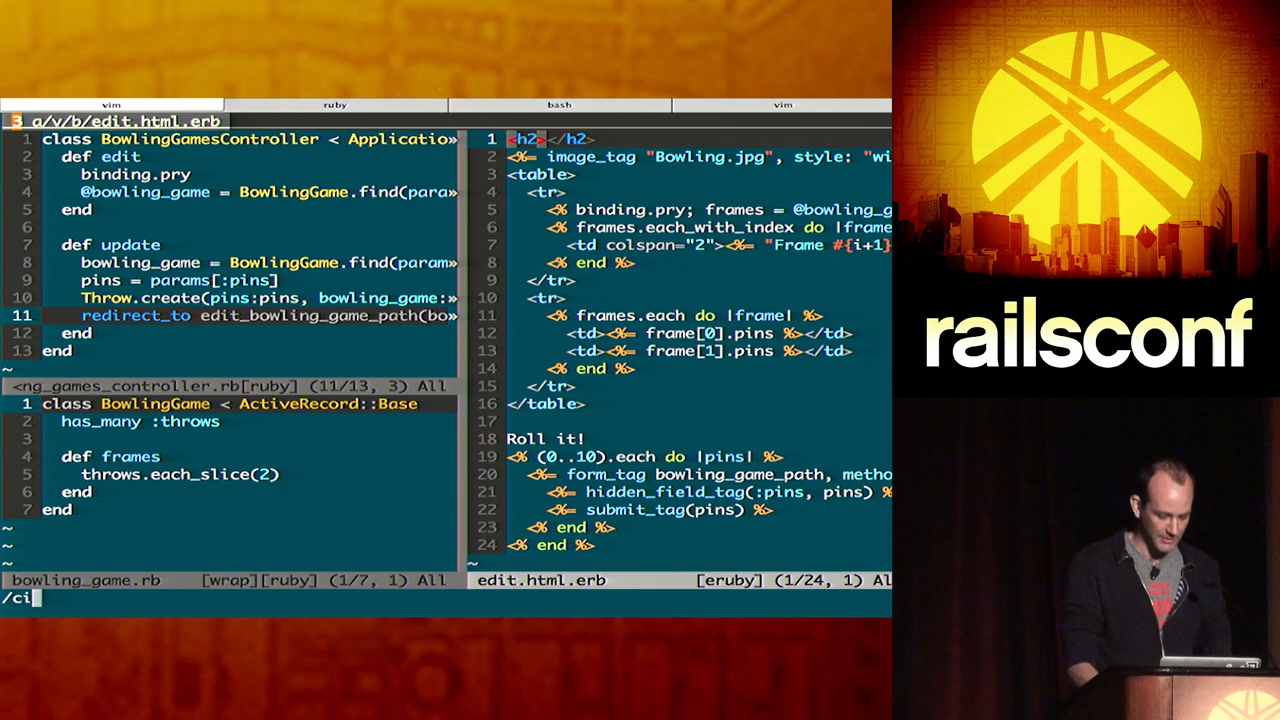 vim ruby bash vim
3 a/v/b/edit.html.erb
1 class BowlingGamesController < Applicatio»
2 def edit
3 binding.pry
4 @bowling_game = BowlingGame.find(para»
5 end
6
7 def update
8 bowling_game = BowlingGame.find(param»
9 pins = params[:pins]
10 Throw.create(pins:pins, bowling_game:»
11 redirect_to edit_bowling_game_path(bo»
12 end
13 end
~
<ng_games_controller.rb[ruby] (11/13, 3) All
1 class BowlingGame < ActiveRecord::Base
2 has_many :throws
3
4 def frames
5 throws.each_slice(2)
6 end
7 end
~
~
~
bowling_game.rb [wrap][ruby] (1/7, 1) All
/ci
1 <h2></h2>
2 <%= image_tag "Bowling.jpg", style: "wi
3 <table>
4 <tr>
5 <% binding.pry; frames = @bowling_g
6 <% frames.each_with_index do |frame
7 <td colspan="2"><%= "Frame #{i+1}
8 <% end %>
9 </tr>
10 <tr>
11 <% frames.each do |frame| %>
12 <td><%= frame[0].pins %></td>
13 <td><%= frame[1].pins %></td>
14 <% end %>
15 </tr>
16 </table>
17
18 Roll it!
19 <% (0..10).each do |pins| %>
20 <%= form_tag bowling_game_path, metho
21 <%= hidden_field_tag(:pins, pins) %
22 <%= submit_tag(pins) %>
23 <% end %>
24 <% end %>
~
edit.html.erb [eruby] (1/24, 1) Al
railsconf